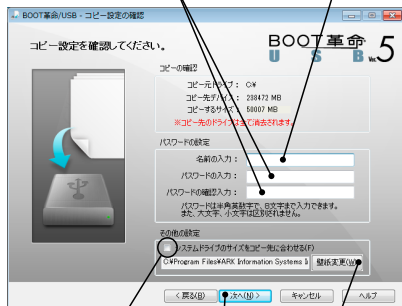 BOOT革命/USB - コピー設定の確認
コピー設定を確認してください。
BOOT革命
USB Ver.5
コピーの確認
コピー元ドライブ： C¥
コピー先デバイス： 238472 MB
コピーするサイズ： 50007 MB
※コピー先のドライブは全て消去されます。
パスワードの設定
名前の入力：
パスワードの入力：
パスワードの確認入力：
パスワードは半角英数字で、8文字まで入力できます。
また、大文字、小文字は区別されません。
その他の設定
システムドライブのサイズをコピー先に合わせる(F)
C:¥Program Files¥ARK Information Systems
壁紙変更(W)
< 戻る(B)
次へ(N) >
キャンセル
ヘルプ